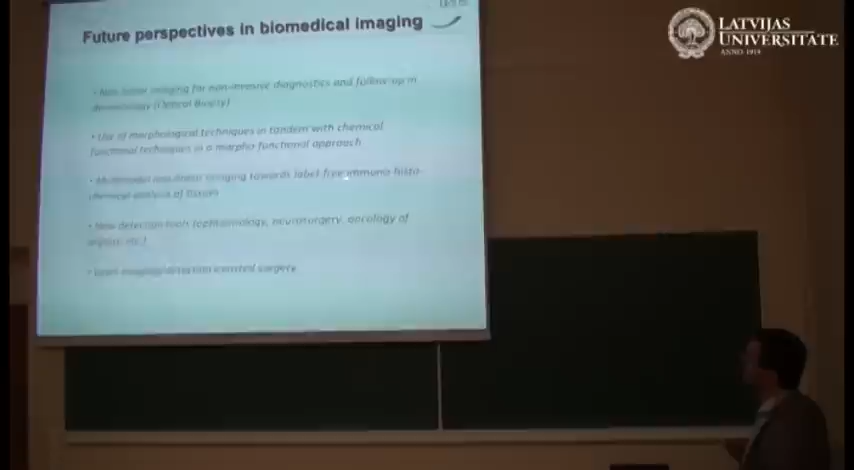 LATVIJAS
UNIVERSITĀTE
ANNO 1919
Future perspectives in biomedical imaging
• Non-linear imaging for non-invasive diagnostics and follow-up in
dermatology (Optical Biopsy)
• Use of morphological techniques in tandem with chemical
functional techniques in a morpho functional approach
• Multimodal non-linear imaging towards label-free immuno-histo-
chemical analysis of tissues
• New detection tools (ophthalmology, neurosurgery, oncology of
organs, etc.)
detection assisted surgery